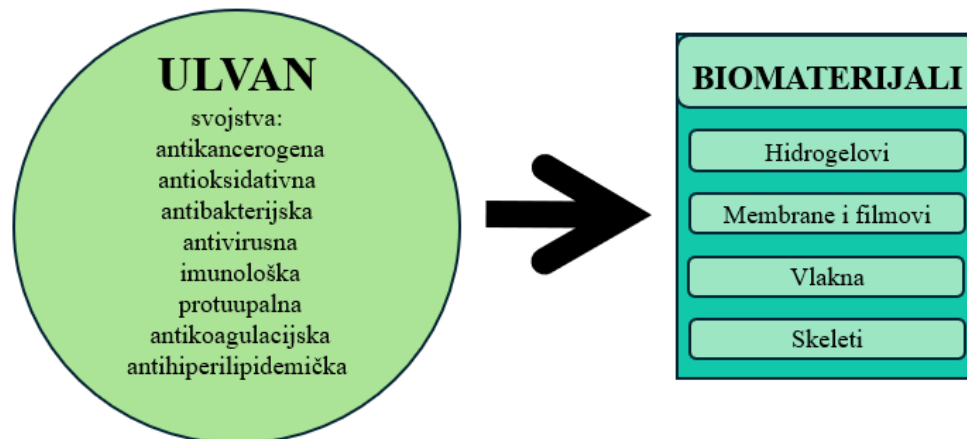 ULVAN
svojstva:
antikancerogena
antioksidativna
antibakterijska
antivirusna
imunološka
protuupalna
antikoagulacijska
antihiperilipidemička
BIOMATERIJALI
Hidrogelovi
Membrane i filmovi
Vlakna
Skeleti